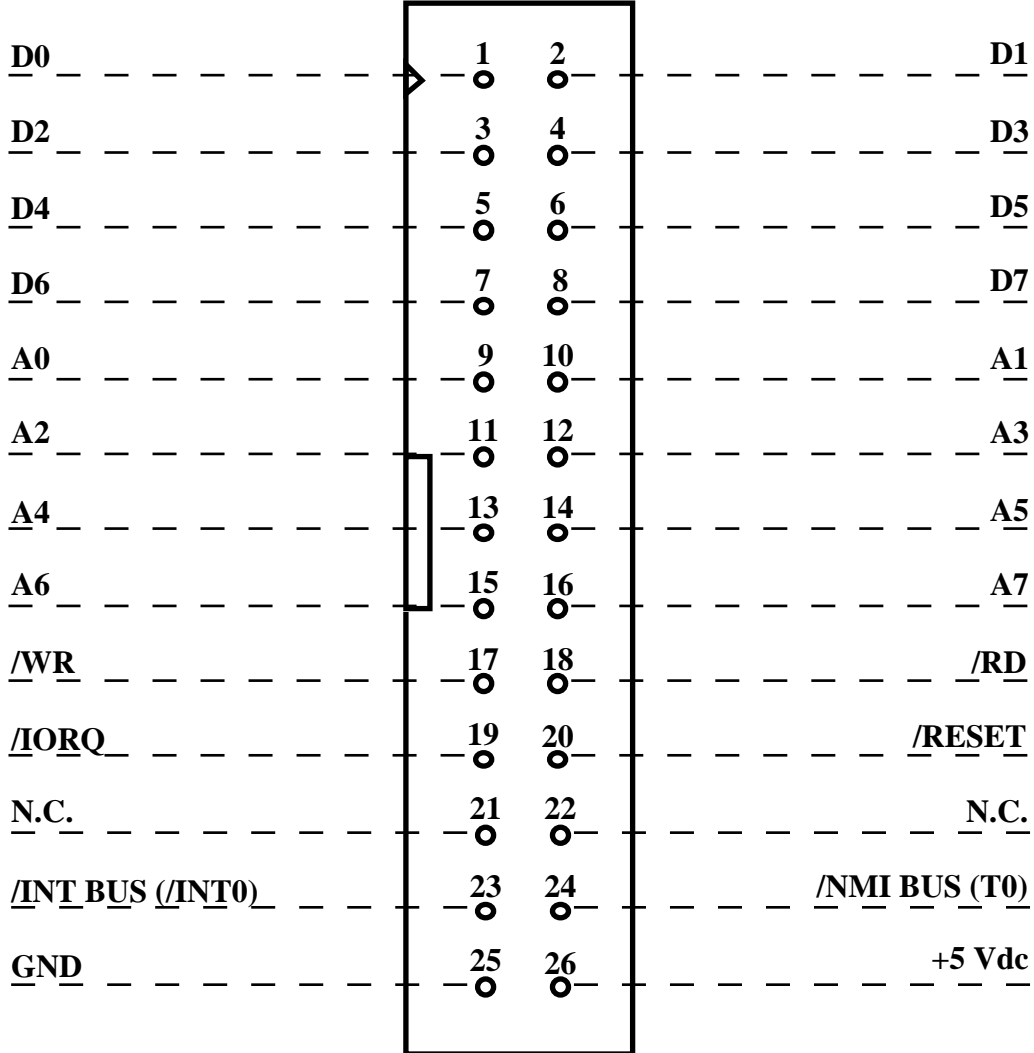 D0 1 2 D1
D2 3 4 D3
D4 5 6 D5
D6 7 8 D7
A0 9 10 A1
A2 11 12 A3
A4 13 14 A5
A6 15 16 A7
/WR 17 18 /RD
/IORQ 19 20 /RESET
N.C. 21 22 N.C.
/INT BUS (/INT0) 23 24 /NMI BUS (T0)
GND 25 26 +5 Vdc